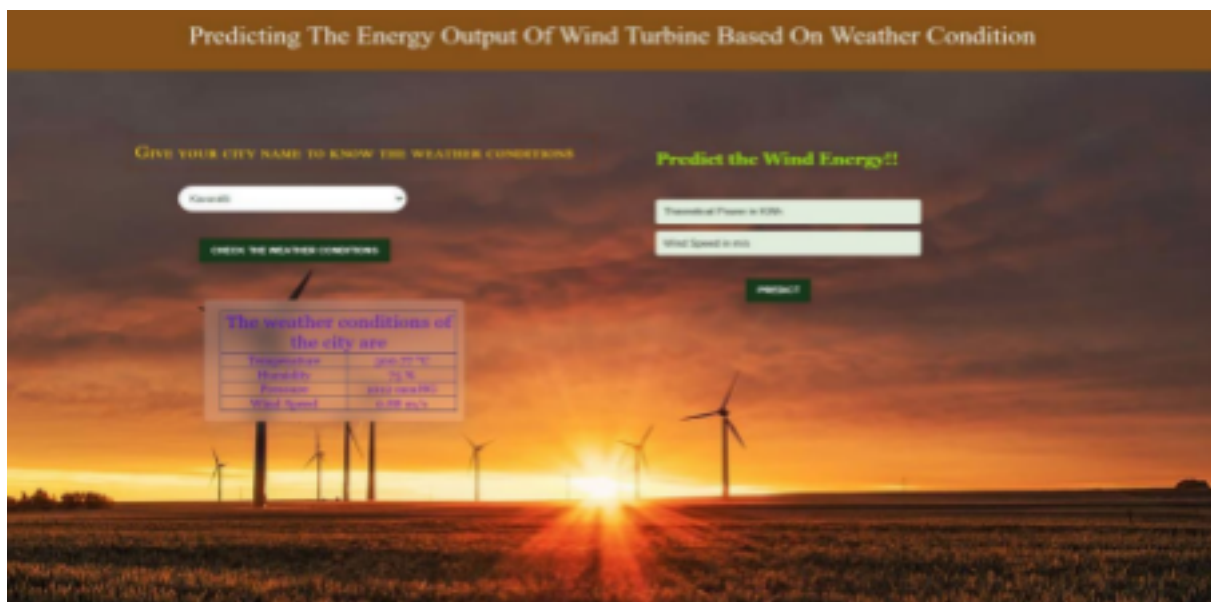 Predicting The Energy Output Of Wind Turbine Based On Weather Condition
GIVE YOUR CITY NAME TO KNOW THE WEATHER CONDITIONS
CHECK THE WEATHER CONDITIONS
The weather conditions of
the city are
Temperature °C
Humidity 75 %
Pressure
Wind Speed m/s
Predict the Wind Energy!!
Theoretical Power in
Wind Speed in m/s
PREDICT